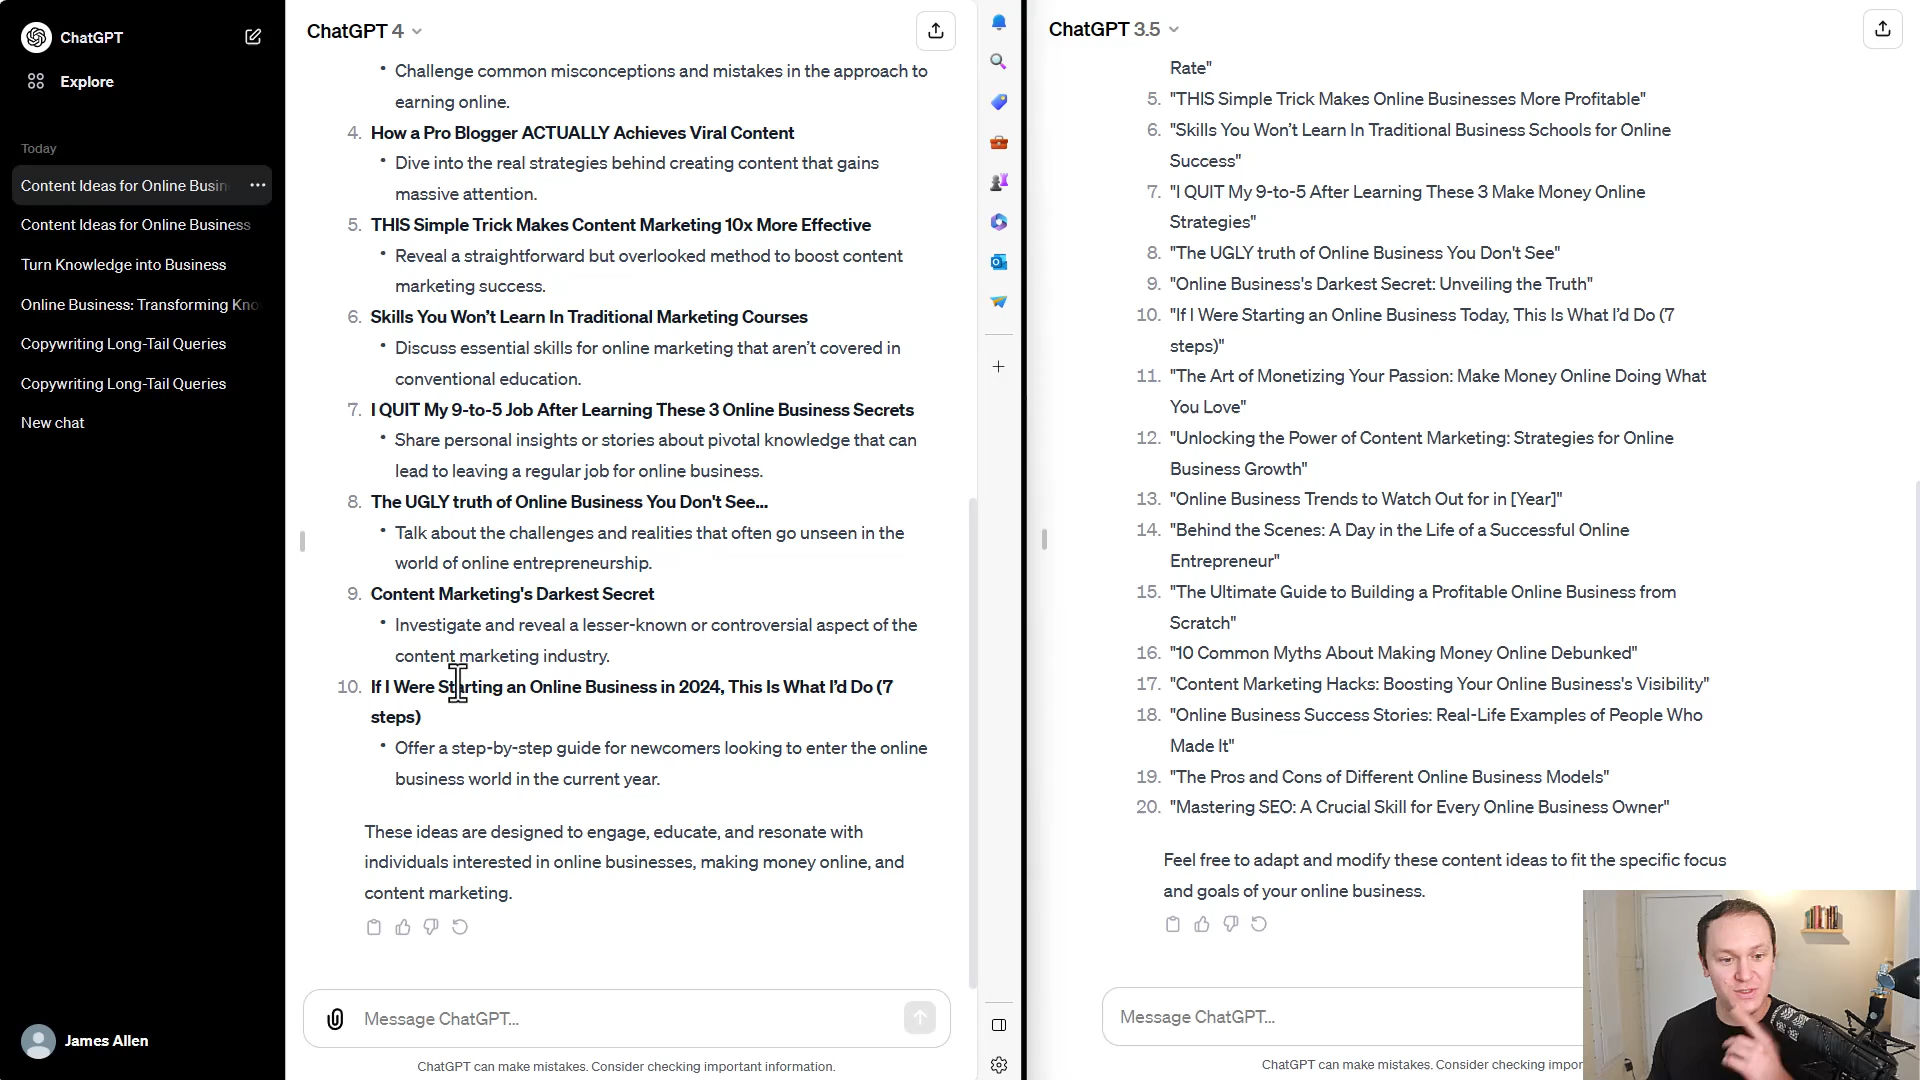 ChatGPT
Explore
Today
Content Ideas for Online Busin
Content Ideas for Online Business
Turn Knowledge into Business
Online Business: Transforming Kno
Copywriting Long-Tail Queries
Copywriting Long-Tail Queries
New chat
James Allen
ChatGPT 4
• Challenge common misconceptions and mistakes in the approach to
earning online.
4. How a Pro Blogger ACTUALLY Achieves Viral Content
• Dive into the real strategies behind creating content that gains
massive attention.
5. THIS Simple Trick Makes Content Marketing 10x More Effective
• Reveal a straightforward but overlooked method to boost content
marketing success.
6. Skills You Won’t Learn In Traditional Marketing Courses
• Discuss essential skills for online marketing that aren’t covered in
conventional education.
7. I QUIT My 9-to-5 Job After Learning These 3 Online Business Secrets
• Share personal insights or stories about pivotal knowledge that can
lead to leaving a regular job for online business.
8. The UGLY truth of Online Business You Don't See...
• Talk about the challenges and realities that often go unseen in the
world of online entrepreneurship.
9. Content Marketing's Darkest Secret
• Investigate and reveal a lesser-known or controversial aspect of the
content marketing industry.
10. If I Were Starting an Online Business in 2024, This Is What I’d Do (7
steps)
• Offer a step-by-step guide for newcomers looking to enter the online
business world in the current year.
These ideas are designed to engage, educate, and resonate with
individuals interested in online businesses, making money online, and
content marketing.
Message ChatGPT...
ChatGPT can make mistakes. Consider checking important information.
ChatGPT 3.5
Rate"
5. "THIS Simple Trick Makes Online Businesses More Profitable"
6. "Skills You Won’t Learn In Traditional Business Schools for Online
Success"
7. "I QUIT My 9-to-5 After Learning These 3 Make Money Online
Strategies"
8. "The UGLY truth of Online Business You Don't See"
9. "Online Business's Darkest Secret: Unveiling the Truth"
10. "If I Were Starting an Online Business Today, This Is What I’d Do (7
steps)"
11. "The Art of Monetizing Your Passion: Make Money Online Doing What
You Love"
12. "Unlocking the Power of Content Marketing: Strategies for Online
Business Growth"
13. "Online Business Trends to Watch Out for in [Year]"
14. "Behind the Scenes: A Day in the Life of a Successful Online
Entrepreneur"
15. "The Ultimate Guide to Building a Profitable Online Business from
Scratch"
16. "10 Common Myths About Making Money Online Debunked"
17. "Content Marketing Hacks: Boosting Your Online Business's Visibility"
18. "Online Business Success Stories: Real-Life Examples of People Who
Made It"
19. "The Pros and Cons of Different Online Business Models"
20. "Mastering SEO: A Crucial Skill for Every Online Business Owner"
Feel free to adapt and modify these content ideas to fit the specific focus
and goals of your online business.
Message ChatGPT...
ChatGPT can make mistakes. Consider checking impor